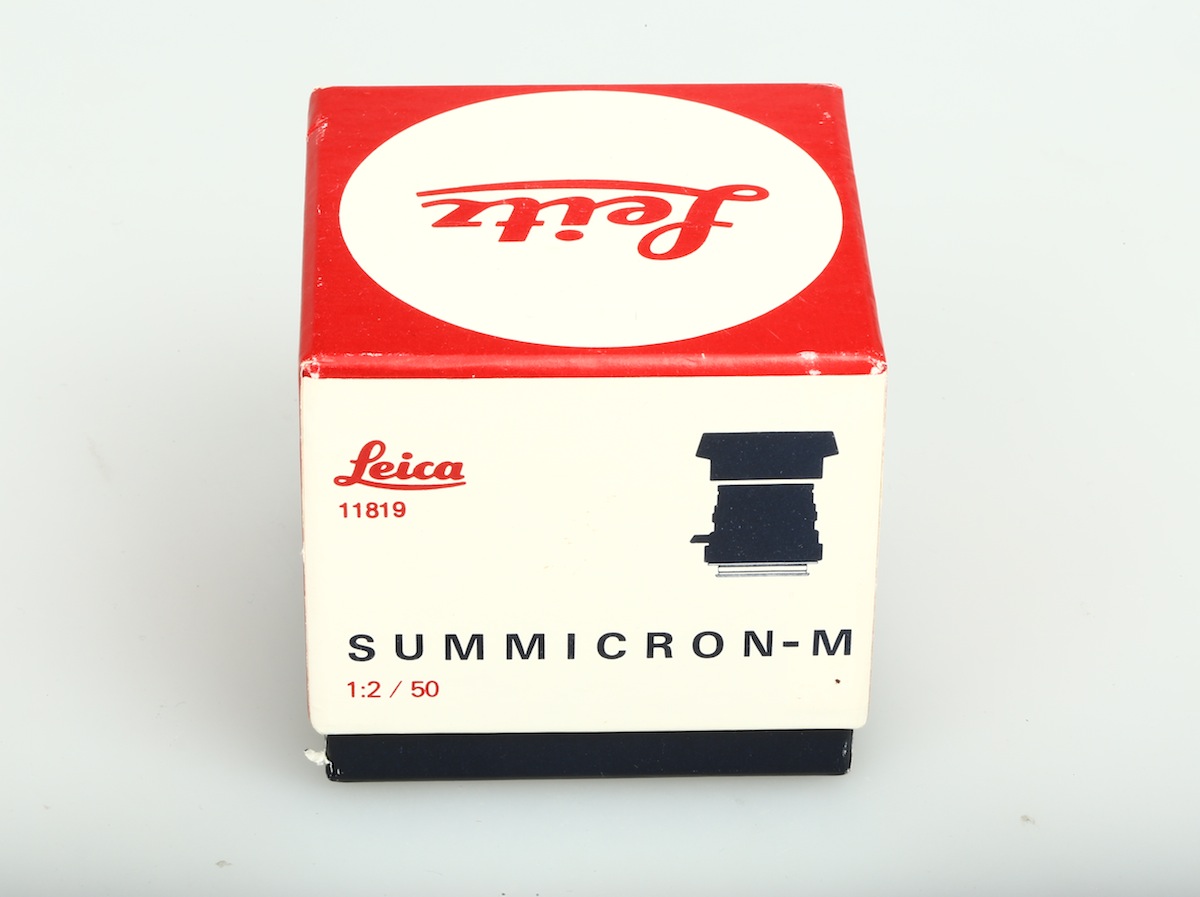 Leitz
Leica
11819
SUMMICRON-M
1:2 / 50